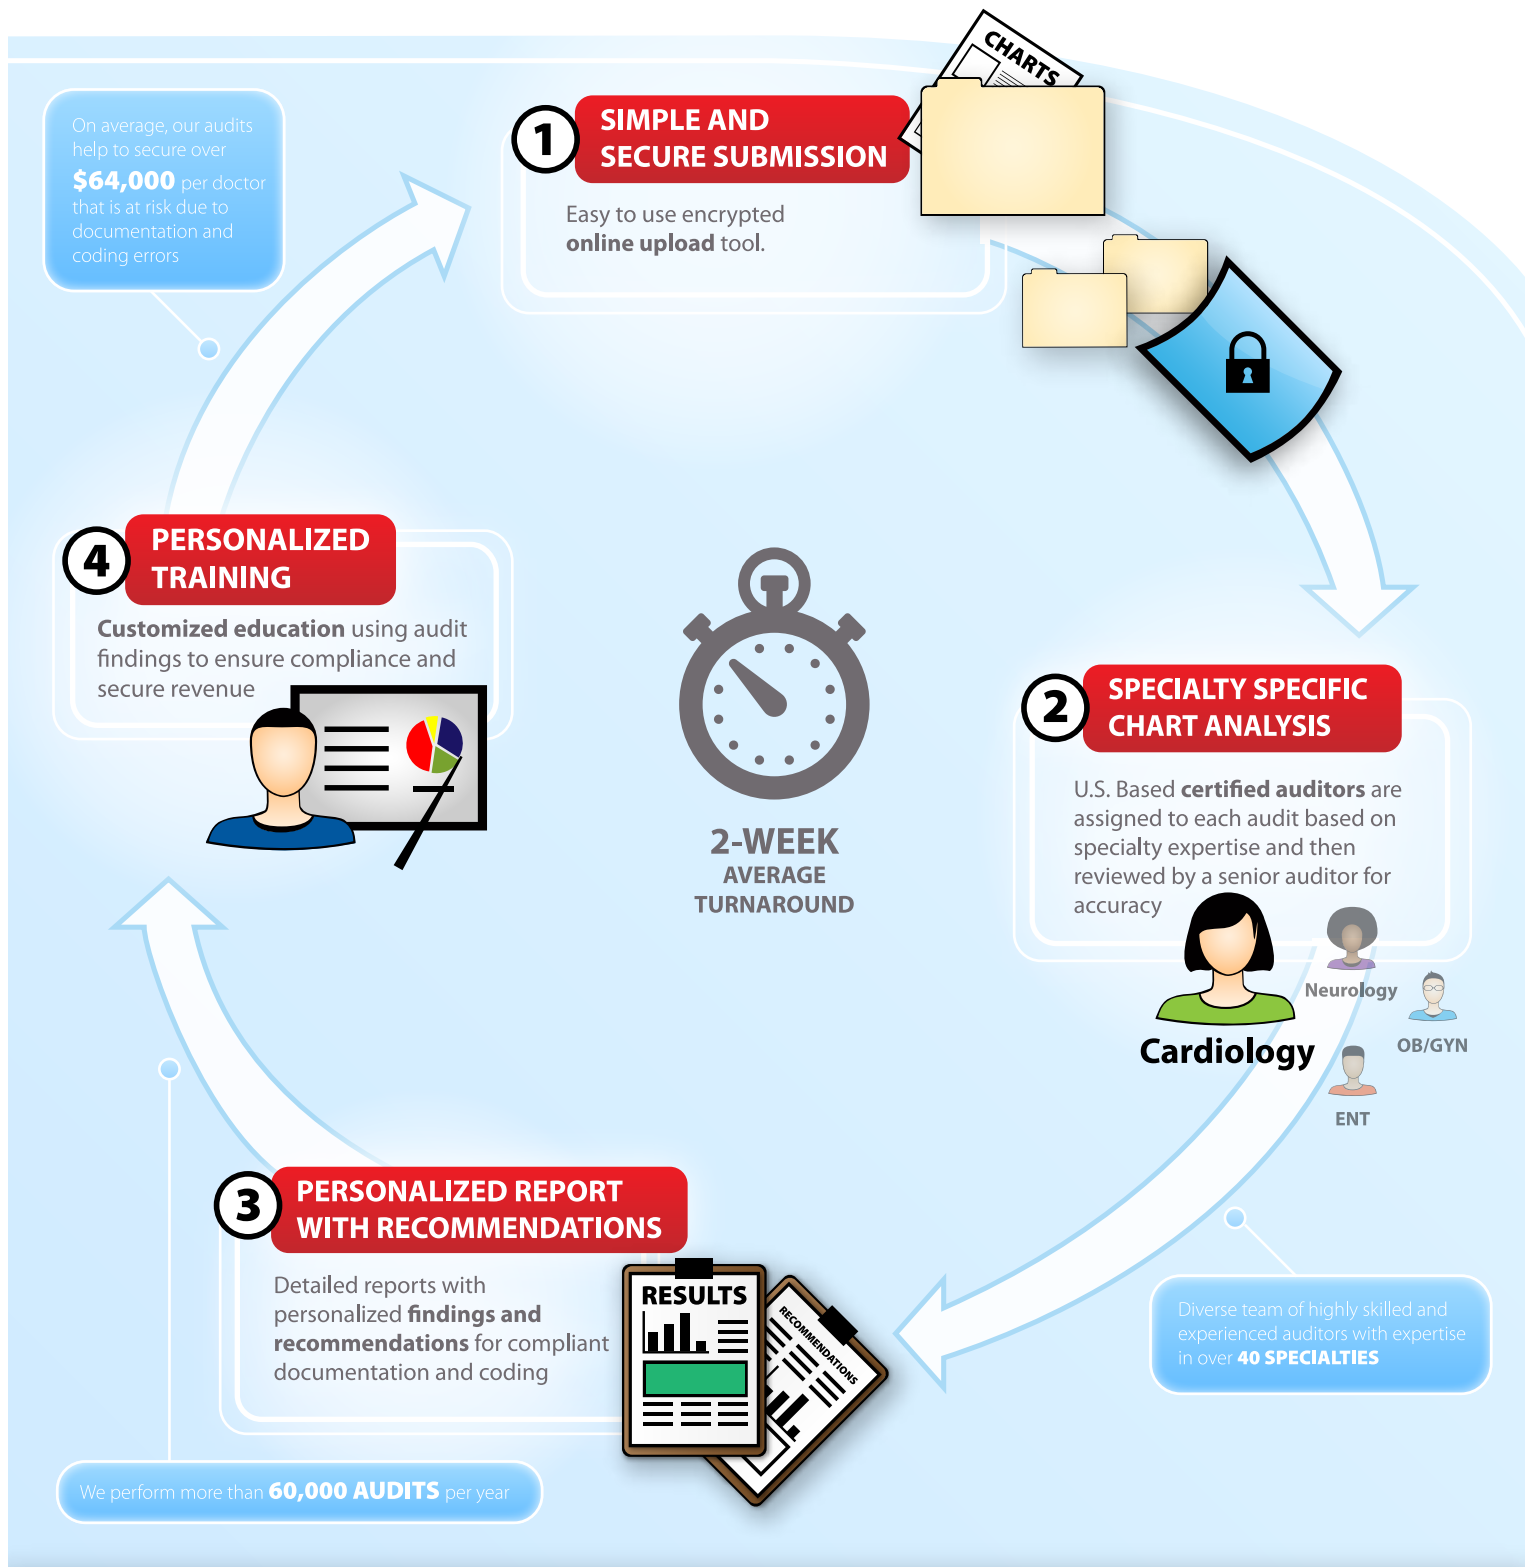 CHARTS
On average, our audits
help to secure over
$64,000 per doctor
that is at risk due to
documentation and
coding errors
1
SIMPLE AND
SECURE SUBMISSION
Easy to use encrypted
online upload tool.
4
PERSONALIZED
TRAINING
Customized education using audit
findings to ensure compliance and
secure revenue
2-WEEK
AVERAGE
TURNAROUND
2
SPECIALTY SPECIFIC
CHART ANALYSIS
U.S. Based certified auditors are
assigned to each audit based on
specialty expertise and then
reviewed by a senior auditor for
accuracy
Cardiology
Neurology
OB/GYN
ENT
3
PERSONALIZED REPORT
WITH RECOMMENDATIONS
Detailed reports with
personalized findings and
recommendations for compliant
documentation and coding
RESULTS
RECOMMENDATIONS
Diverse team of highly skilled and
experienced auditors with expertise
in over 40 SPECIALTIES
We perform more than 60,000 AUDITS per year